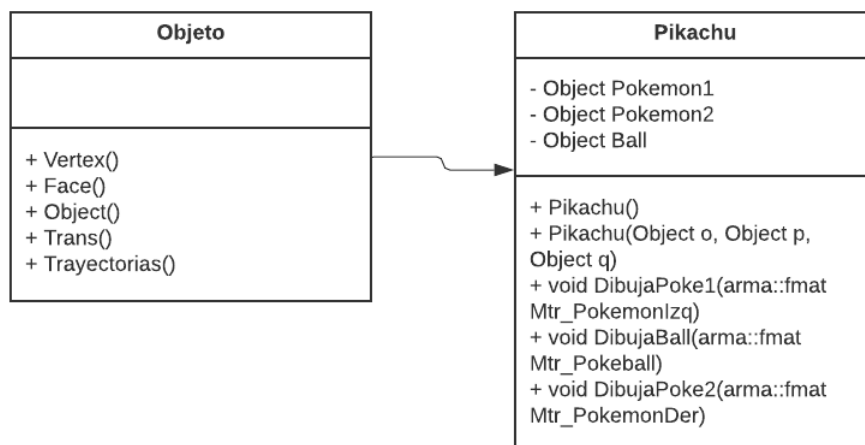 Objeto
+ Vertex()
+ Face()
+ Object()
+ Trans()
+ Trayectorias()
Pikachu
- Object Pokemon1
- Object Pokemon2
- Object Ball
+ Pikachu()
+ Pikachu(Object o, Object p,
Object q)
+ void DibujaPoke1(arma::fmat
Mtr_PokemonIzq)
+ void DibujaBall(arma::fmat
Mtr_Pokeball)
+ void DibujaPoke2(arma::fmat
Mtr_PokemonDer)